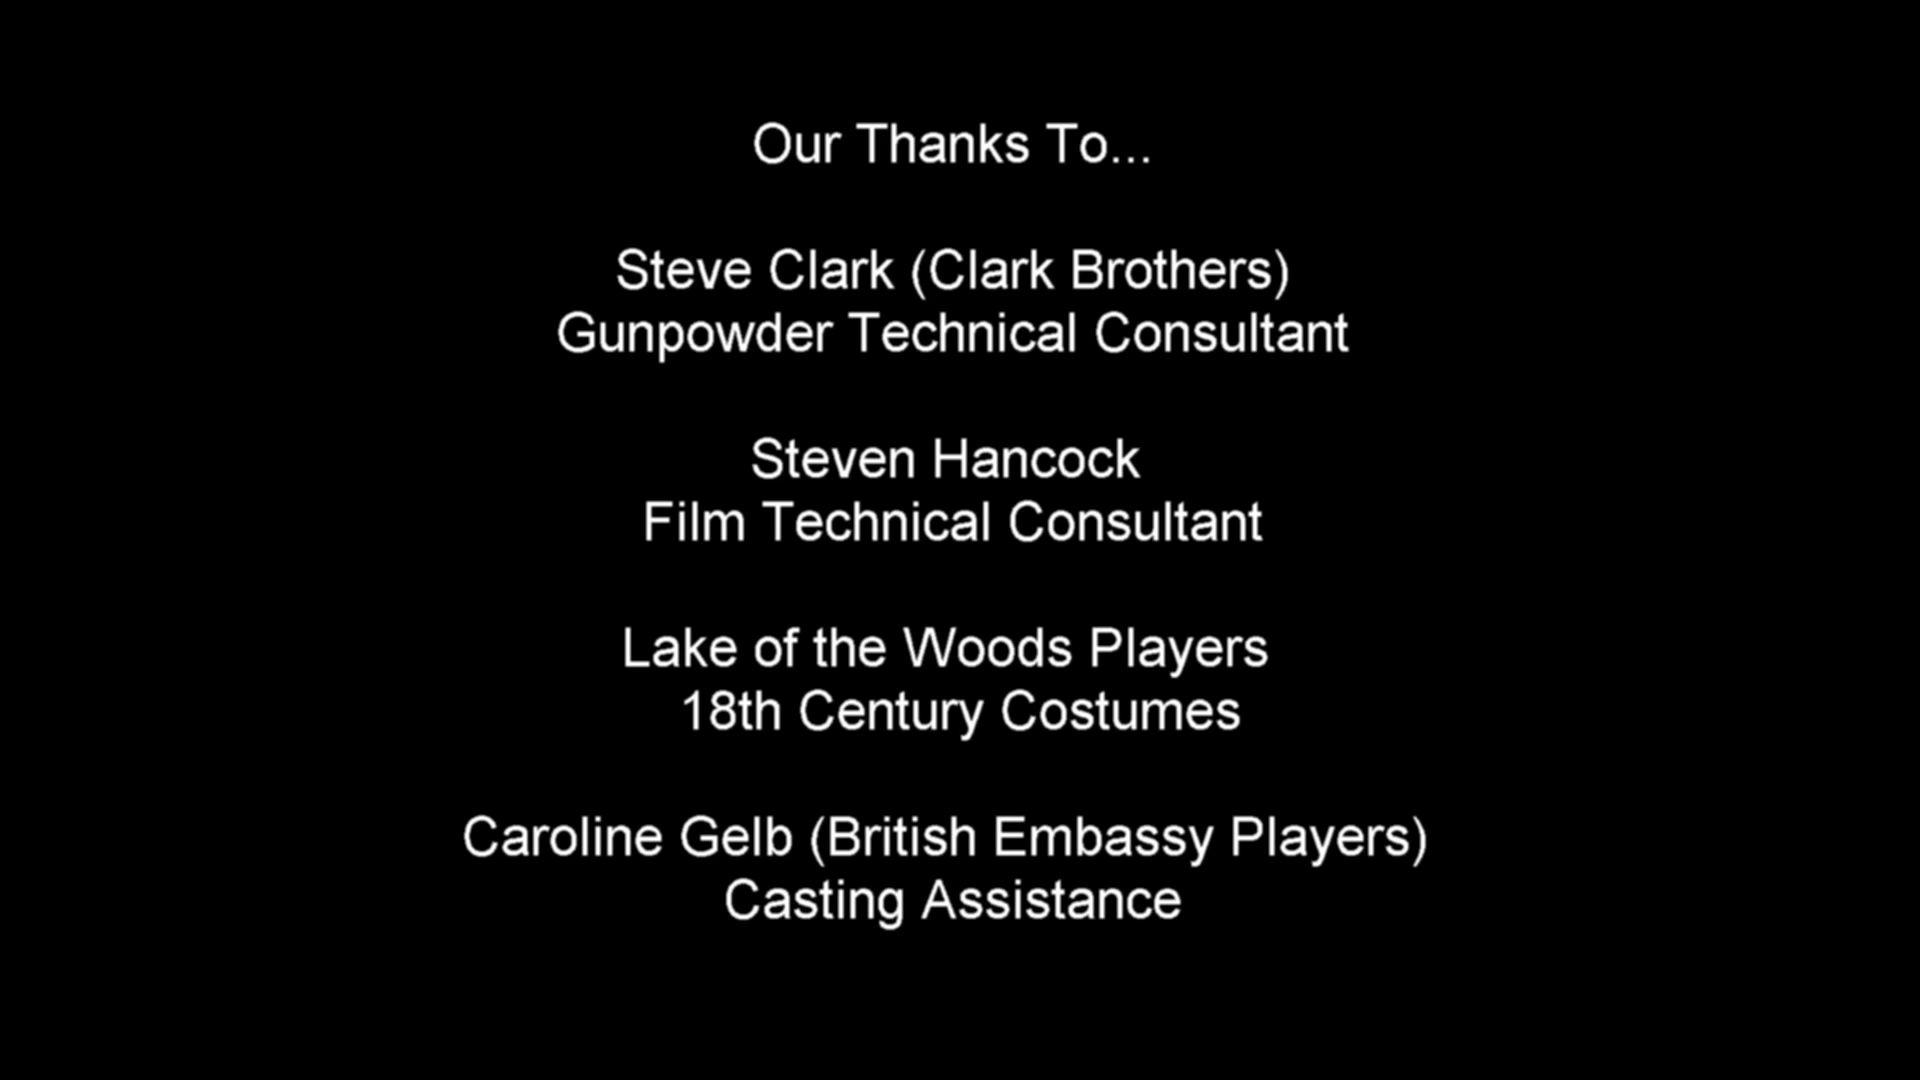 Our Thanks To...
Steve Clark (Clark Brothers)
Gunpowder Technical Consultant
Steven Hancock
Film Technical Consultant
Lake of the Woods Players
18th Century Costumes
Caroline Gelb (British Embassy Players)
Casting Assistance